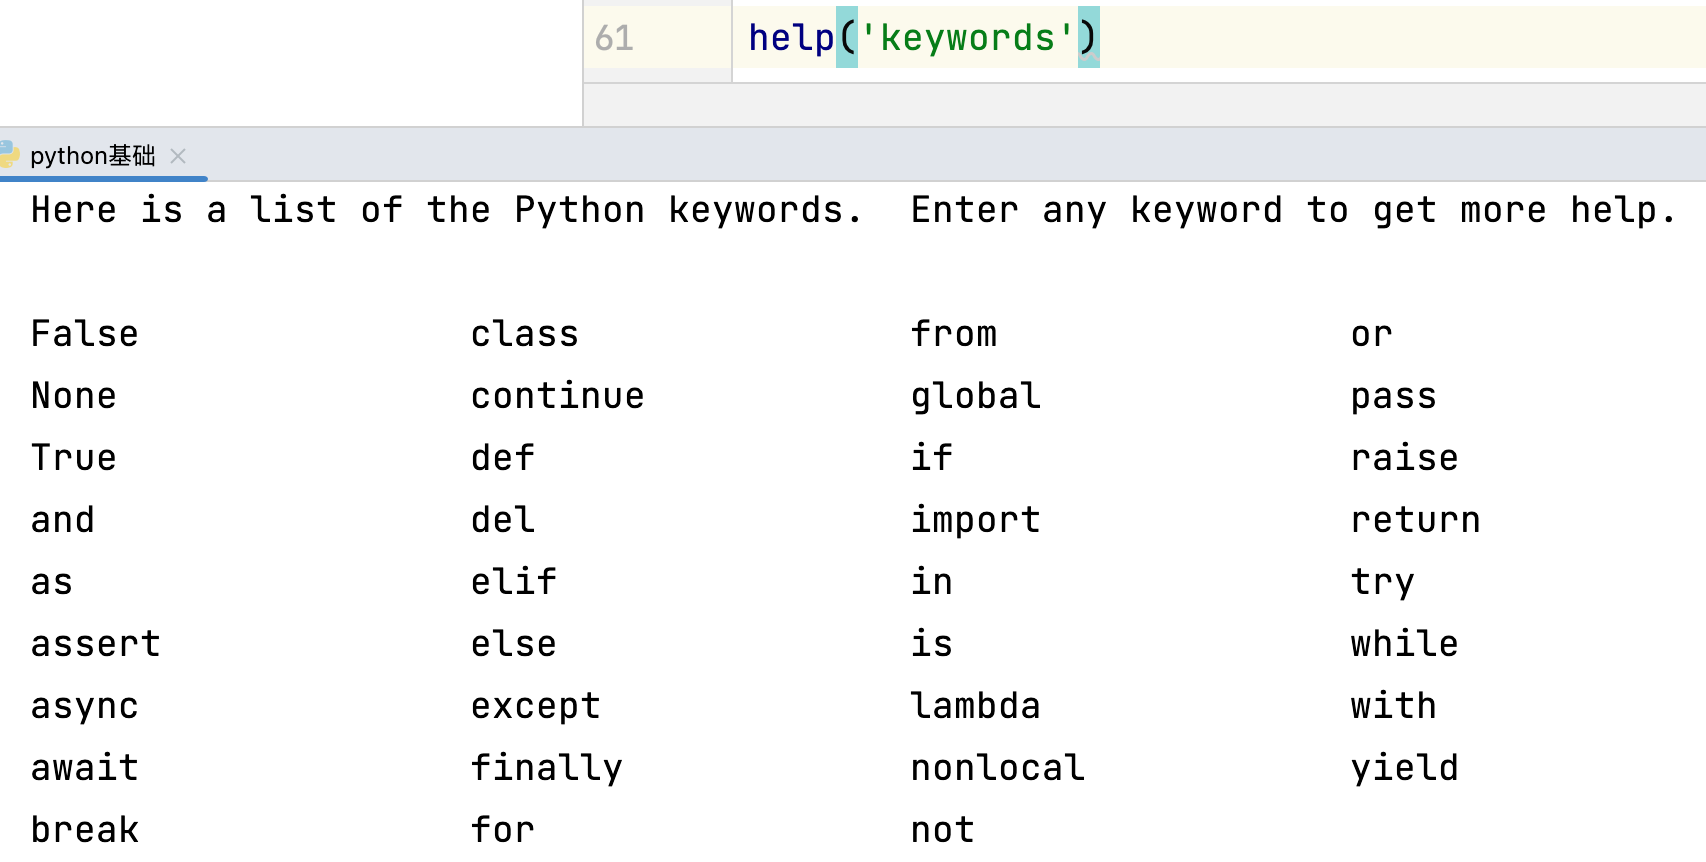 61 help('keywords')
python基础
Here is a list of the Python keywords.  Enter any keyword to get more help.
False               class               from                or
None                continue            global              pass
True                def                 if                  raise
and                 del                 import              return
as                  elif                in                  try
assert              else                is                  while
async               except              lambda              with
await               finally             nonlocal            yield
break               for                 not